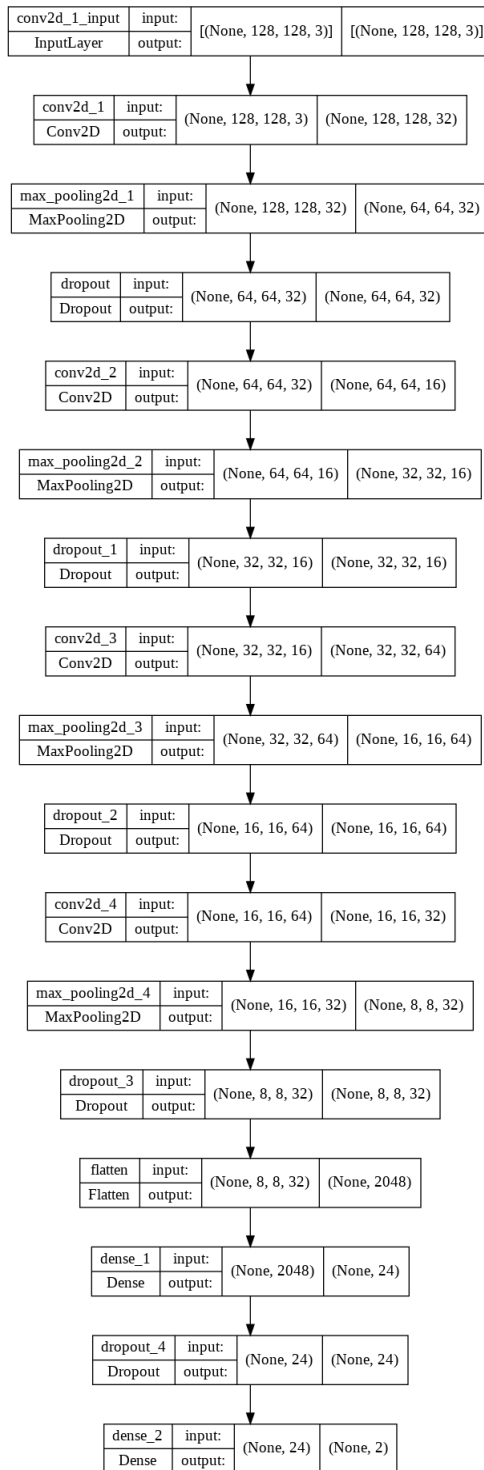 conv2d_1_input input: [(None, 128, 128, 3)] [(None, 128, 128, 3)]
InputLayer output:
conv2d_1 input: (None, 128, 128, 3) (None, 128, 128, 32)
Conv2D output:
max_pooling2d_1 input: (None, 128, 128, 32) (None, 64, 64, 32)
MaxPooling2D output:
dropout input: (None, 64, 64, 32) (None, 64, 64, 32)
Dropout output:
conv2d_2 input: (None, 64, 64, 32) (None, 64, 64, 16)
Conv2D output:
max_pooling2d_2 input: (None, 64, 64, 16) (None, 32, 32, 16)
MaxPooling2D output:
dropout_1 input: (None, 32, 32, 16) (None, 32, 32, 16)
Dropout output:
conv2d_3 input: (None, 32, 32, 16) (None, 32, 32, 64)
Conv2D output:
max_pooling2d_3 input: (None, 32, 32, 64) (None, 16, 16, 64)
MaxPooling2D output:
dropout_2 input: (None, 16, 16, 64) (None, 16, 16, 64)
Dropout output:
conv2d_4 input: (None, 16, 16, 64) (None, 16, 16, 32)
Conv2D output:
max_pooling2d_4 input: (None, 16, 16, 32) (None, 8, 8, 32)
MaxPooling2D output:
dropout_3 input: (None, 8, 8, 32) (None, 8, 8, 32)
Dropout output:
flatten input: (None, 8, 8, 32) (None, 2048)
Flatten output:
dense_1 input: (None, 2048) (None, 24)
Dense output:
dropout_4 input: (None, 24) (None, 24)
Dropout output:
dense_2 input: (None, 24) (None, 2)
Dense output: